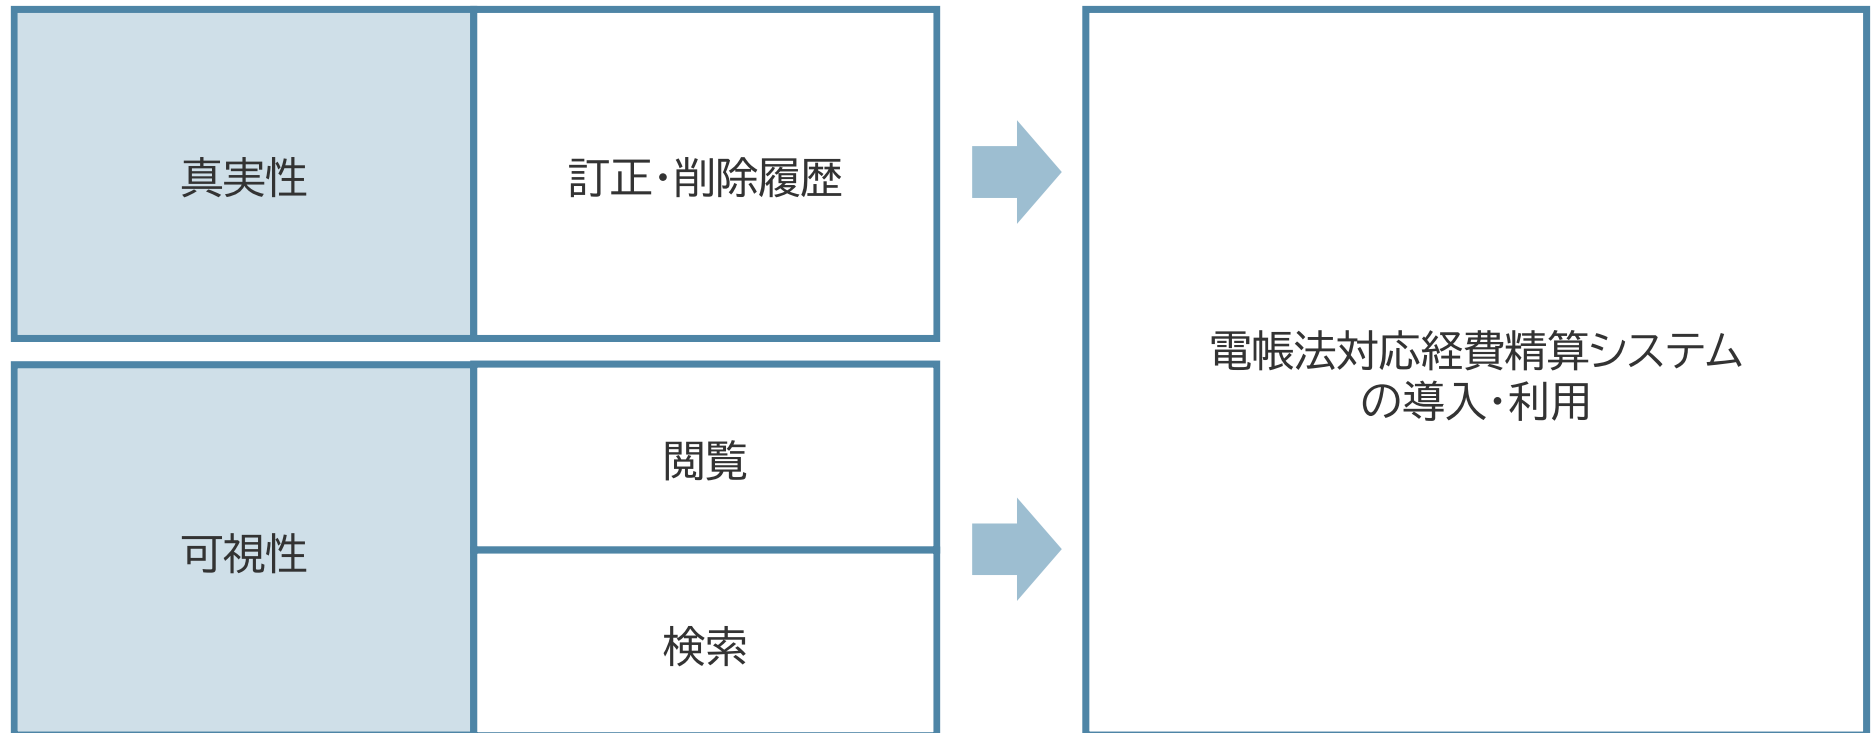 真実性
訂正・削除履歴
可視性
閲覧
検索
電帳法対応経費精算システム
の導入・利用